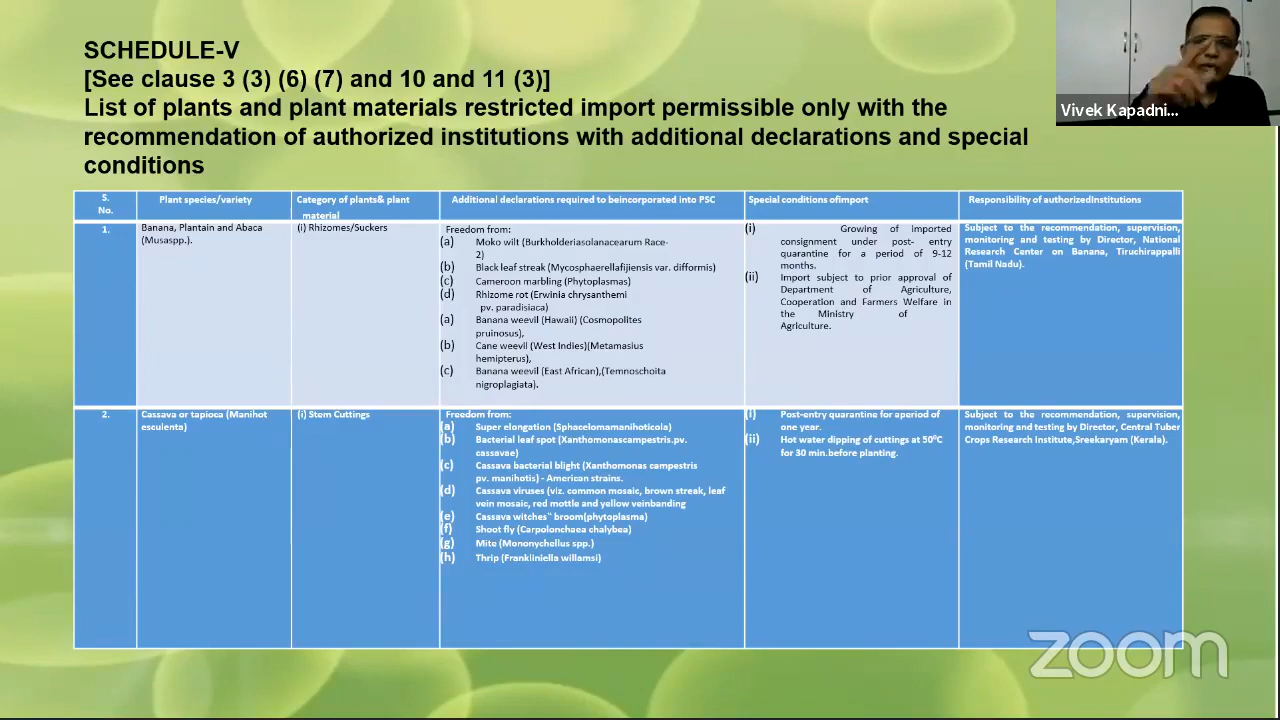 SCHEDULE-V
[See clause 3 (3) (6) (7) and 10 and 11 (3)]
List of plants and plant materials restricted import permissible only with the
recommendation of authorized institutions with additional declarations and special
conditions
Vivek Kapadni...
S.
No.
Plant species/variety
Category of plants& plant
material
Additional declarations required to beincorporated into PSC
Special conditions ofimport
Responsibility of authorizedInstitutions
1.
Banana, Plantain and Abaca
(Musaspp.).
(i) Rhizomes/Suckers
Freedom from:
(a) Moko wilt (Burkholderiasolanacearum Race-
2)
(b) Black leaf streak (Mycosphaerellafijiensis var. difformis)
(c) Cameroon marbling (Phytoplasmas)
(d) Rhizome rot (Erwinia chrysanthemi
pv. paradisiaca)
(a) Banana weevil (Hawaii) (Cosmopolites
pruinosus),
(b) Cane weevil (West Indies)(Metamasius
hemipterus),
(c) Banana weevil (East African),(Temnoschoita
nigroplagiata).
(i) Growing of imported
consignment under post- entry
quarantine for a period of 9-12
months.
(ii) Import subject to prior approval of
Department of Agriculture,
Cooperation and Farmers Welfare in
the Ministry of
Agriculture.
Subject to the recommendation, supervision,
monitoring and testing by Director, National
Research Center on Banana, Tiruchirappalli
(Tamil Nadu).
2.
Cassava or tapioca (Manihot
esculenta)
(i) Stem Cuttings
Freedom from:
(a) Super elongation (Sphacelomamanihoticola)
(b) Bacterial leaf spot (Xanthomonascampestris.pv.
cassavae)
(c) Cassava bacterial blight (Xanthomonas campestris
pv. manihotis) - American strains.
(d) Cassava viruses (viz. common mosaic, brown streak, leaf
vein mosaic, red mottle and yellow veinbanding
(e) Cassava witches‟ broom(phytoplasma)
(f) Shoot fly (Carpolonchaea chalybea)
(g) Mite (Mononychellus spp.)
(h) Thrip (Frankliniella willamsi)
(i) Post-entry quarantine for aperiod of
one year.
(ii) Hot water dipping of cuttings at 50⁰C
for 30 min.before planting.
Subject to the recommendation, supervision,
monitoring and testing by Director, Central Tuber
Crops Research Institute,Sreekaryam (Kerala).
zoom